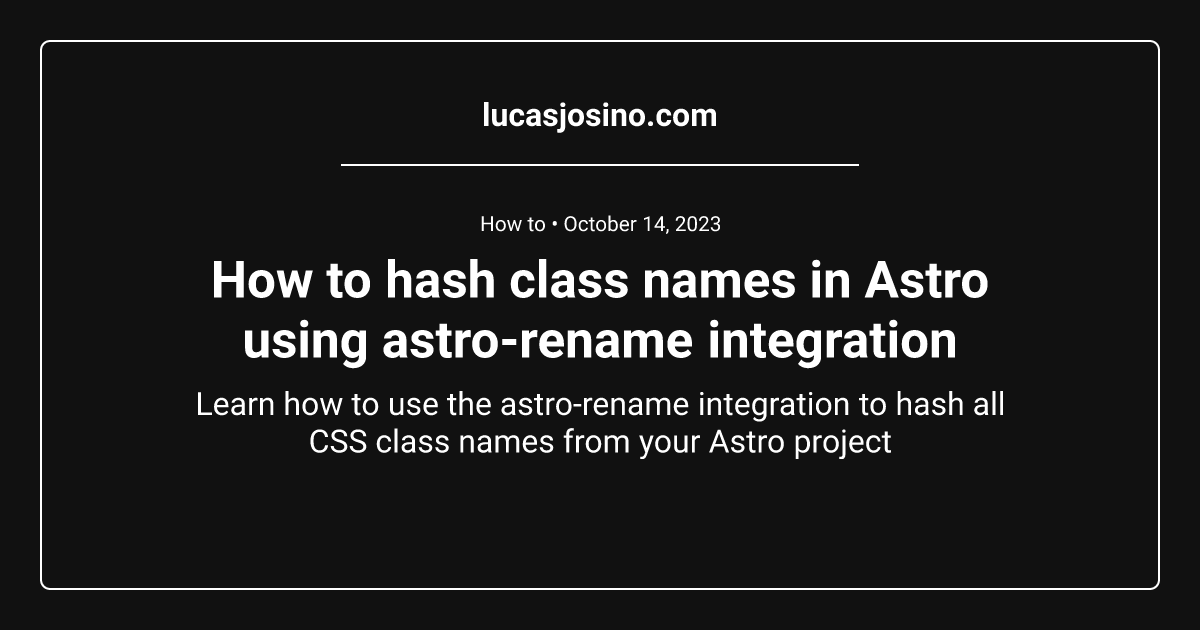 lucasjosino.com
How to • October 14, 2023
How to hash class names in Astro
using astro-rename integration
Learn how to use the astro-rename integration to hash all
CSS class names from your Astro project